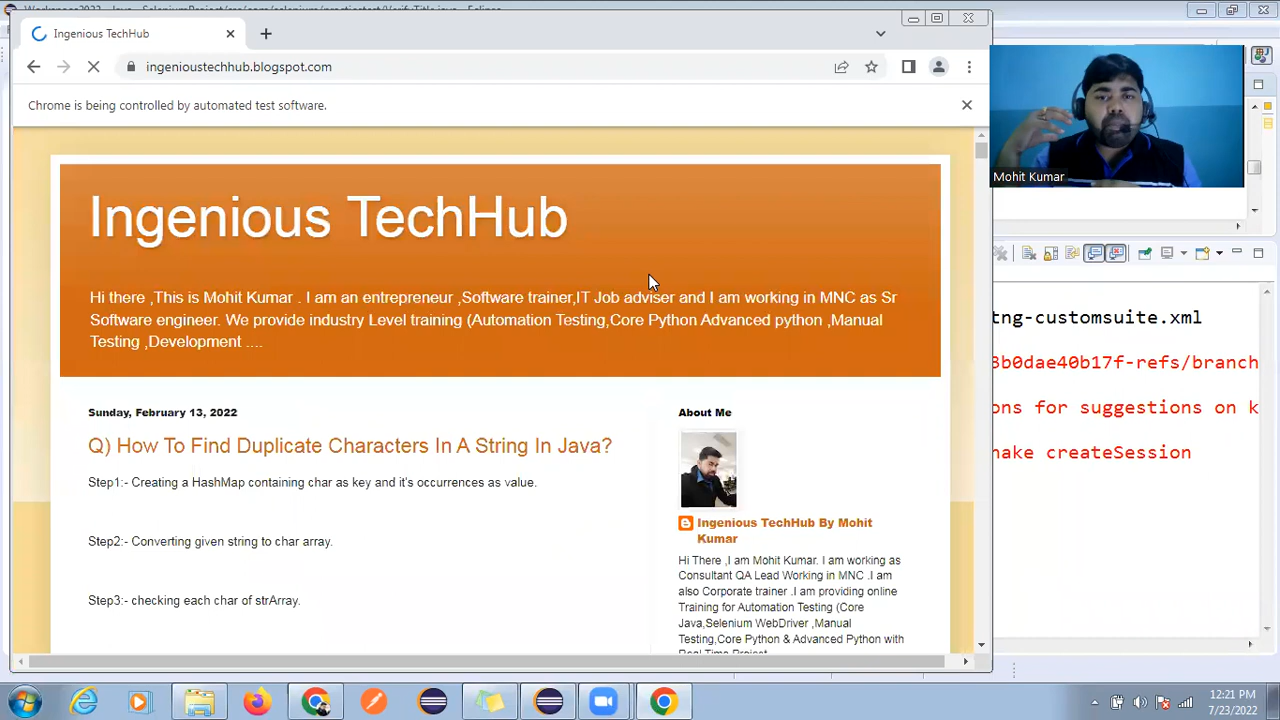 Ingenious TechHub
ingenioustechhub.blogspot.com
Chrome is being controlled by automated test software.
Mohit Kumar
Ingenious TechHub
Hi there ,This is Mohit Kumar . I am an entrepreneur ,Software trainer,IT Job adviser and I am working in MNC as Sr
Software engineer. We provide industry Level training (Automation Testing,Core Python Advanced python ,Manual
Testing ,Development ....
Sunday, February 13, 2022
Q) How To Find Duplicate Characters In A String In Java?
Step1:- Creating a HashMap containing char as key and it's occurrences as value.
Step2:- Converting given string to char array.
Step3:- checking each char of strArray.
About Me
Ingenious TechHub By Mohit
Kumar
Hi There ,I am Mohit Kumar. I am working as
Consultant QA Lead Working in MNC .I am
also Corporate trainer .I am providing online
Training for Automation Testing (Core
Java,Selenium WebDriver ,Manual
Testing,Core Python & Advanced Python with
Real Time Project
tng-customsuite.xml
3b0dae40b17f-refs/branch
ons for suggestions on k
make createSession
12:21 PM
7/23/2022